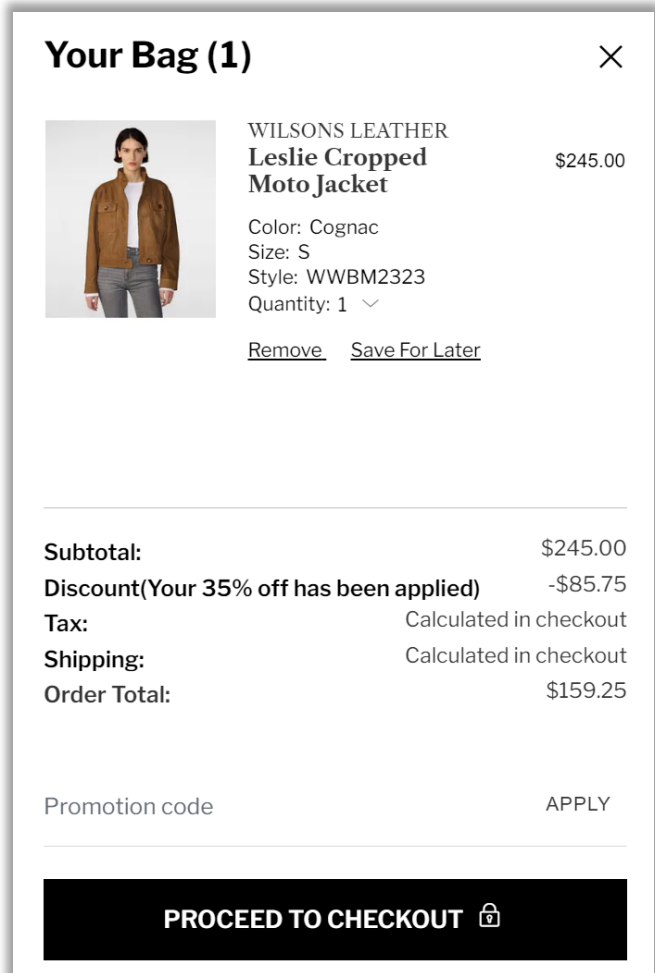 Your Bag (1)
WILSONS LEATHER
Leslie Cropped $245.00
Moto Jacket
Color: Cognac
Size: S
Style: WWBM2323
Quantity: 1
Remove Save For Later
Subtotal: $245.00
Discount(Your 35% off has been applied) -$85.75
Tax: Calculated in checkout
Shipping: Calculated in checkout
Order Total: $159.25
Promotion code APPLY
PROCEED TO CHECKOUT